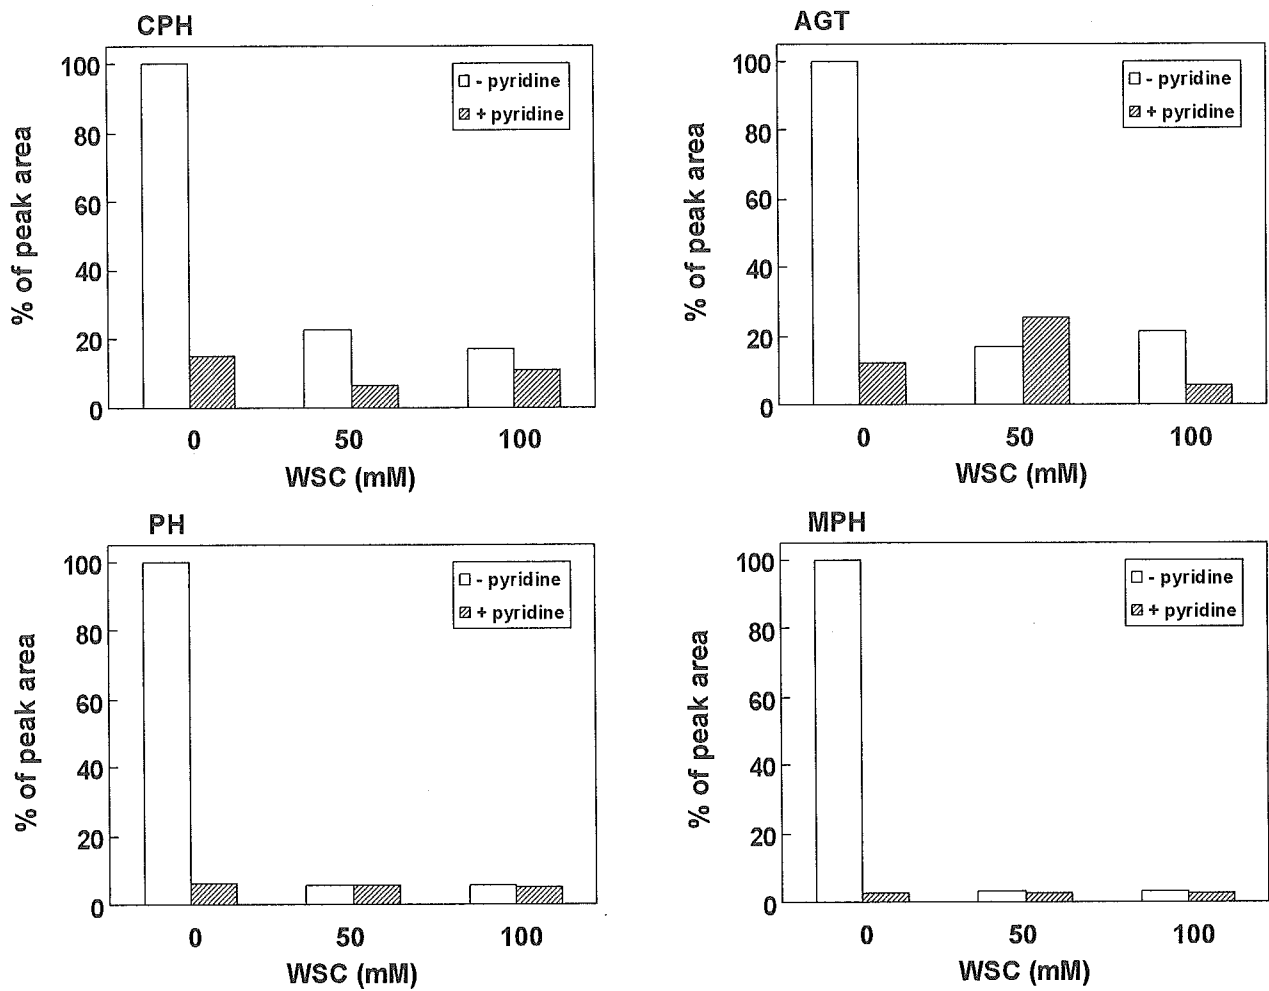 CPH
% of peak area
100
80
60
40
20
0
- pyridine
+ pyridine
0 50 100
WSC (mM)
AGT
% of peak area
100
80
60
40
20
0
- pyridine
+ pyridine
0 50 100
WSC (mM)
PH
% of peak area
100
80
60
40
20
0
- pyridine
+ pyridine
0 50 100
WSC (mM)
MPH
% of peak area
100
80
60
40
20
0
- pyridine
+ pyridine
0 50 100
WSC (mM)